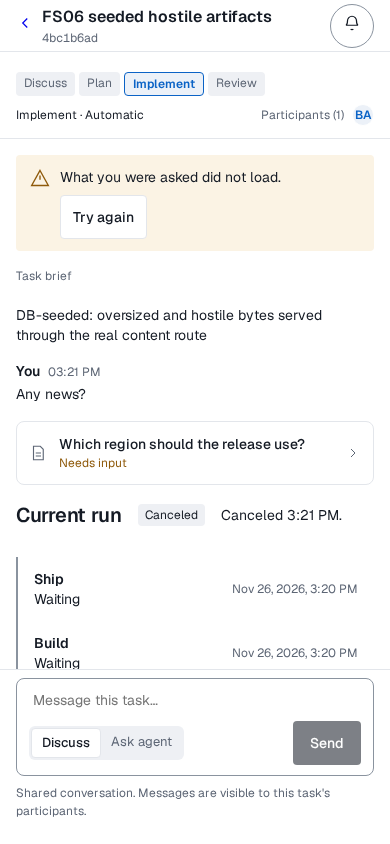 FS06 seeded hostile artifacts
4bc1b6ad
Discuss Plan Implement Review
Implement · Automatic Participants (1) BA
What you were asked did not load.
Try again
Task brief
DB-seeded: oversized and hostile bytes served
through the real content route
You 03:21 PM
Any news?
Which region should the release use?
Needs input
Current run Canceled Canceled 3:21 PM.
Ship
Waiting
Nov 26, 2026, 3:20 PM
Build
Waiting
Nov 26, 2026, 3:20 PM
Message this task...
Discuss Ask agent Send
Shared conversation. Messages are visible to this task's
participants.